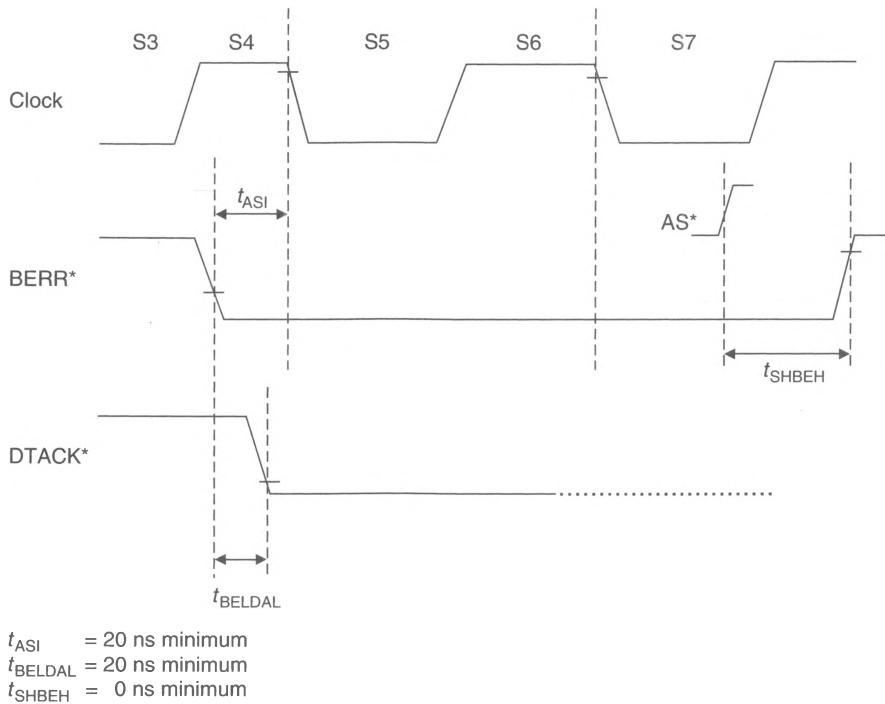 S3 S4 S5 S6 S7
Clock
t_ASI
AS*
BERR*
t_SHBEH
DTACK*
t_BELDAL
t_ASI = 20 ns minimum
t_BELDAL = 20 ns minimum
t_SHBEH = 0 ns minimum